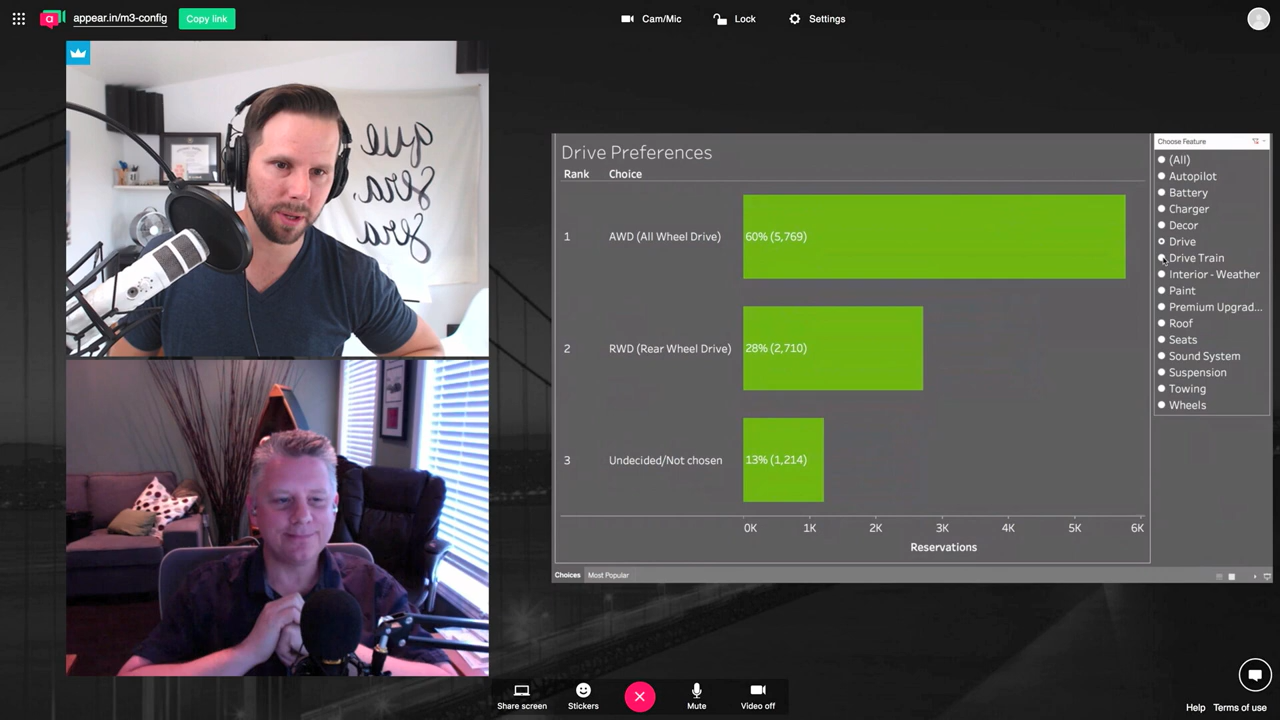 appear.in/m3-config
Copy link
Cam/Mic
Lock
Settings
que
sera,
sera
Drive Preferences
Rank Choice
1 AWD (All Wheel Drive) 60% (5,769)
2 RWD (Rear Wheel Drive) 28% (2,710)
3 Undecided/Not chosen 13% (1,214)
0K 1K 2K 3K 4K 5K 6K
Reservations
Choices Most Popular
Choose Feature
(All)
Autopilot
Battery
Charger
Decor
Drive
Drive Train
Interior - Weather
Paint
Premium Upgrad...
Roof
Seats
Sound System
Suspension
Towing
Wheels
Share screen
Stickers
Mute
Video off
Help Terms of use